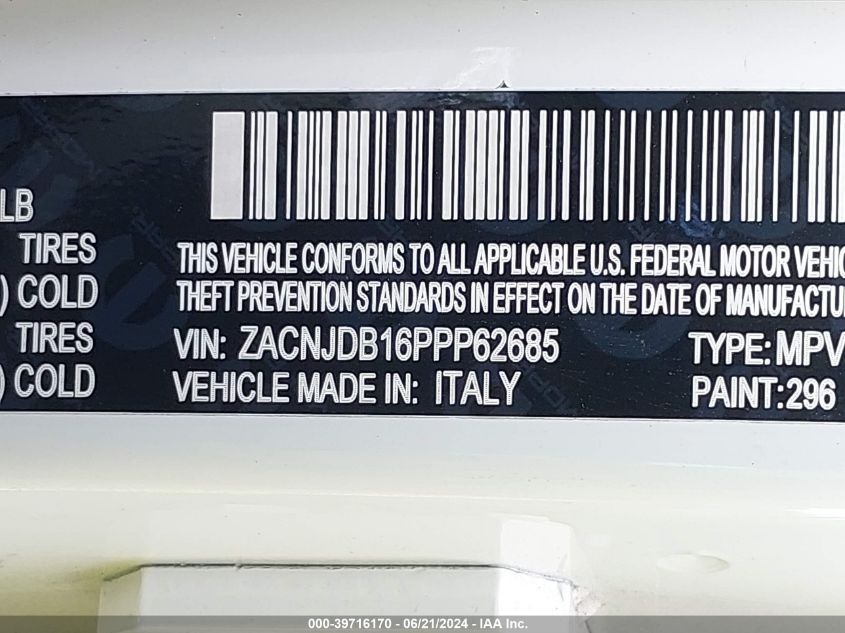 LB
TIRES
) COLD
TIRES
) COLD
THIS VEHICLE CONFORMS TO ALL APPLICABLE U.S. FEDERAL MOTOR VEHIC
THEFT PREVENTION STANDARDS IN EFFECT ON THE DATE OF MANUFACTUR
VIN: ZACNJDB16PPP62685 TYPE: MPV
VEHICLE MADE IN: ITALY PAINT: 296
000-39716170 - 06/21/2024 - IAA Inc.